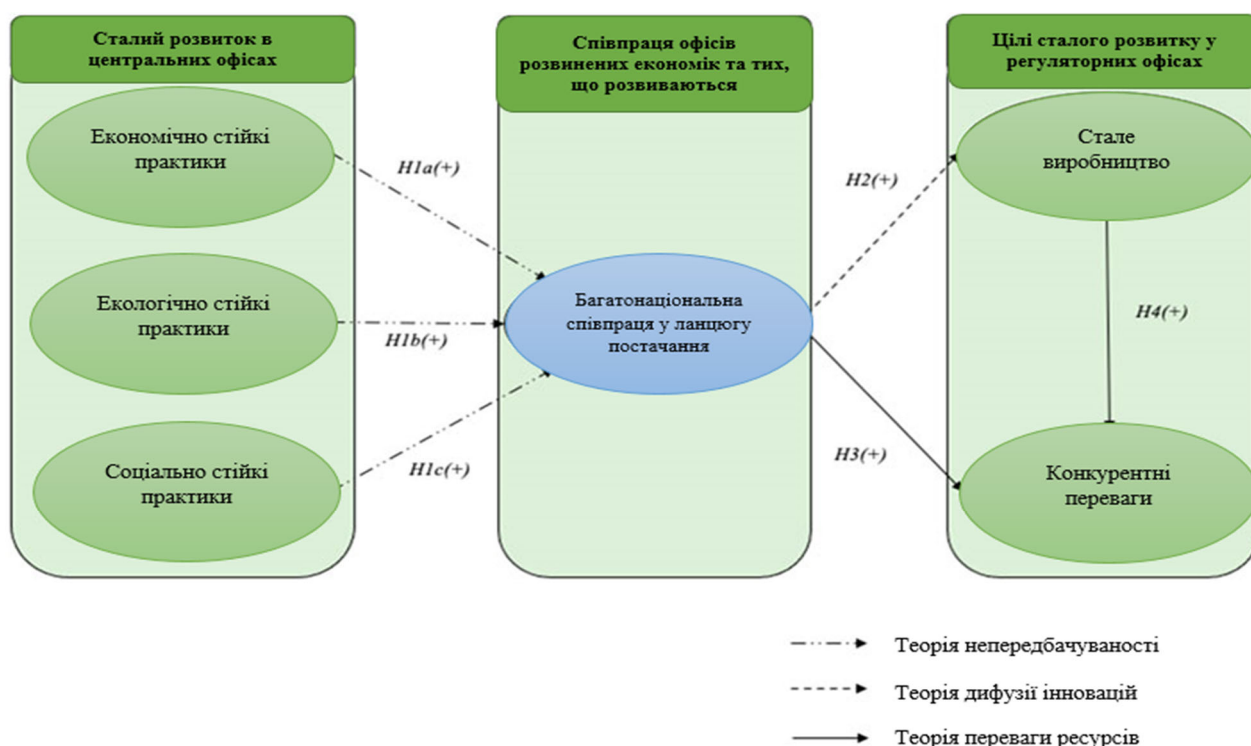 Сталий розвиток в
центральних офісах
Економічно стійкі
практики
Екологічно стійкі
практики
Соціально стійкі
практики
H1a(+)
H1b(+)
H1c(+)
Співпраця офісів
розвинених економік та тих,
що розвиваються
Багатонаціональна
співпраця у ланцюгу
постачання
H2(+)
H3(+)
Цілі сталого розвитку у
регуляторних офісах
Стале
виробництво
H4(+)
Конкурентні
переваги
Теорія непередбачуваності
Теорія дифузії інновацій
Теорія переваги ресурсів